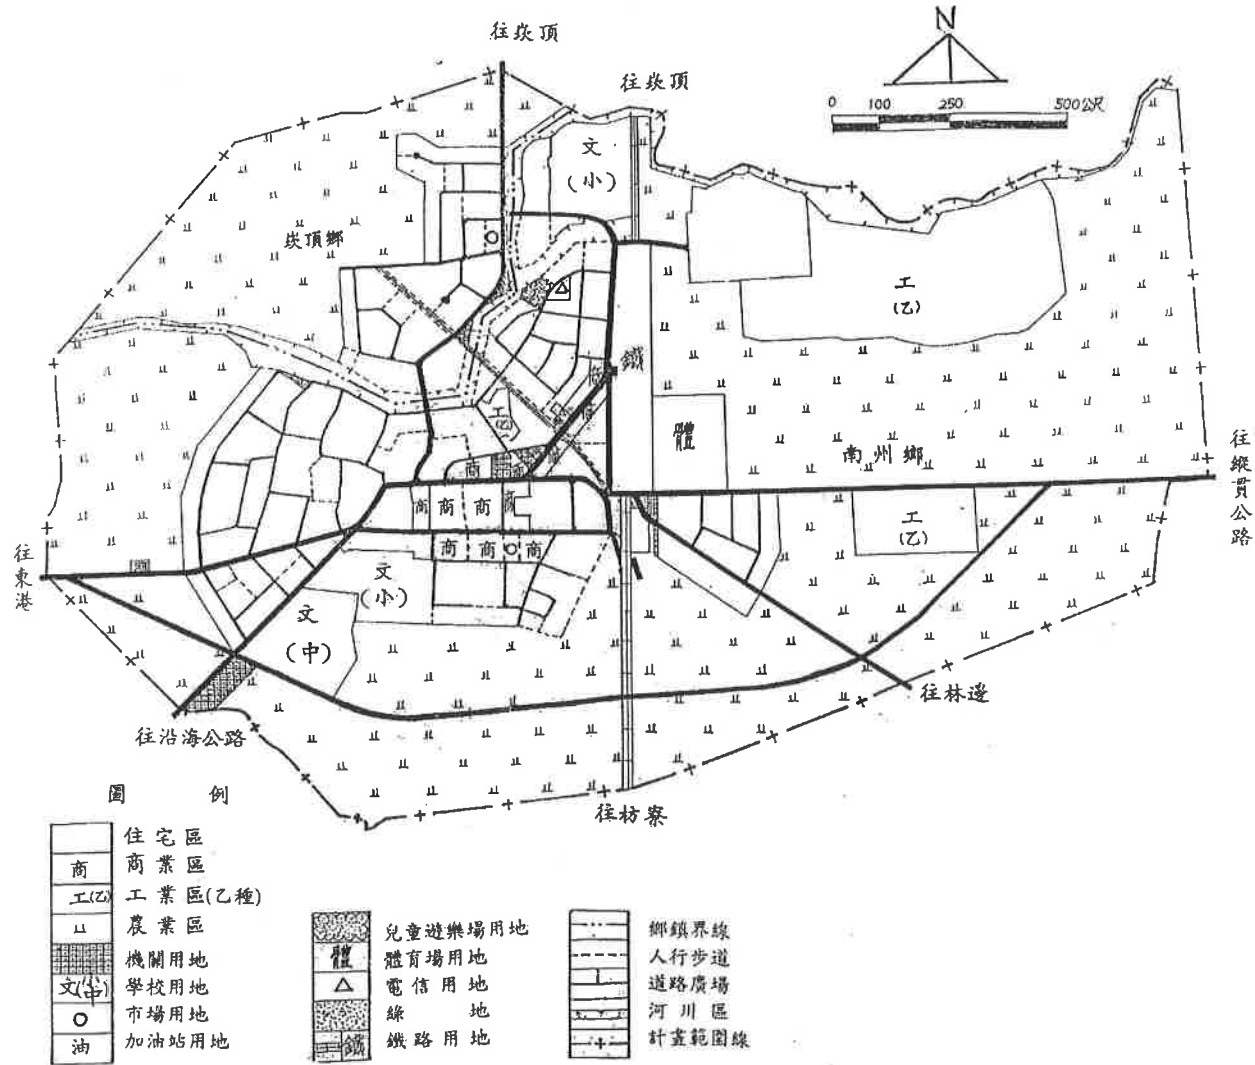 往崁頂
N
往崁頂
0 100 250 500公尺
文
(小)
崁頂鄉
工
(乙)
鐵
商
商
體
往縱貫公路
南州鄉
工
(乙)
商
商
商
商
商
工
(乙)
商
商
商
往東港
文
(小)
文
(中)
往林邊
往沿海公路
往枋寮
圖例
住宅區
商 商業區
工(乙) 工業區(乙種)
農業區
機關用地
文(小中) 學校用地
市場用地
油 加油站用地
兒童遊樂場用地
體 體育場用地
電信用地
綠地
鐵 鐵路用地
鄉鎮界線
人行步道
道路廣場
河川區
計畫範圍線